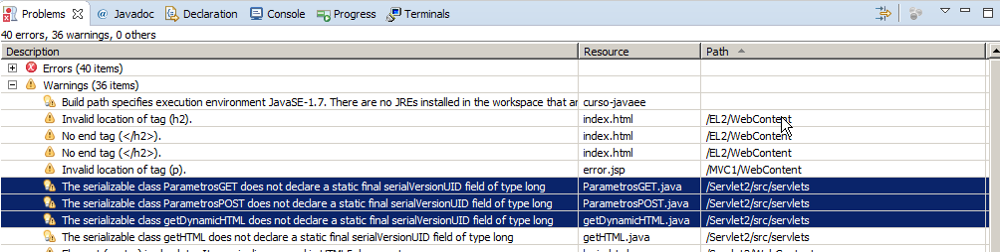 Problems @ Javadoc Declaration Console Progress Terminals
40 errors, 36 warnings, 0 others
Description Resource Path
Errors (40 items)
Warnings (36 items)
Build path specifies execution environment JavaSE-1.7. There are no JREs installed in the workspace that ar curso-javaee
Invalid location of tag (h2). index.html /EL2/WebContent
No end tag (</h2>). index.html /EL2/WebContent
No end tag (</h2>). index.html /EL2/WebContent
Invalid location of tag (p). error.jsp /MVC1/WebContent
The serializable class ParametrosGET does not declare a static final serialVersionUID field of type long ParametrosGET.java /Servlet2/src/servlets
The serializable class ParametrosPOST does not declare a static final serialVersionUID field of type long ParametrosPOST.java /Servlet2/src/servlets
The serializable class getDynamicHTML does not declare a static final serialVersionUID field of type long getDynamicHTML.java /Servlet2/src/servlets
The serializable class getHTML does not declare a static final serialVersionUID field of type long getHTML.java /Servlet2/src/servlets